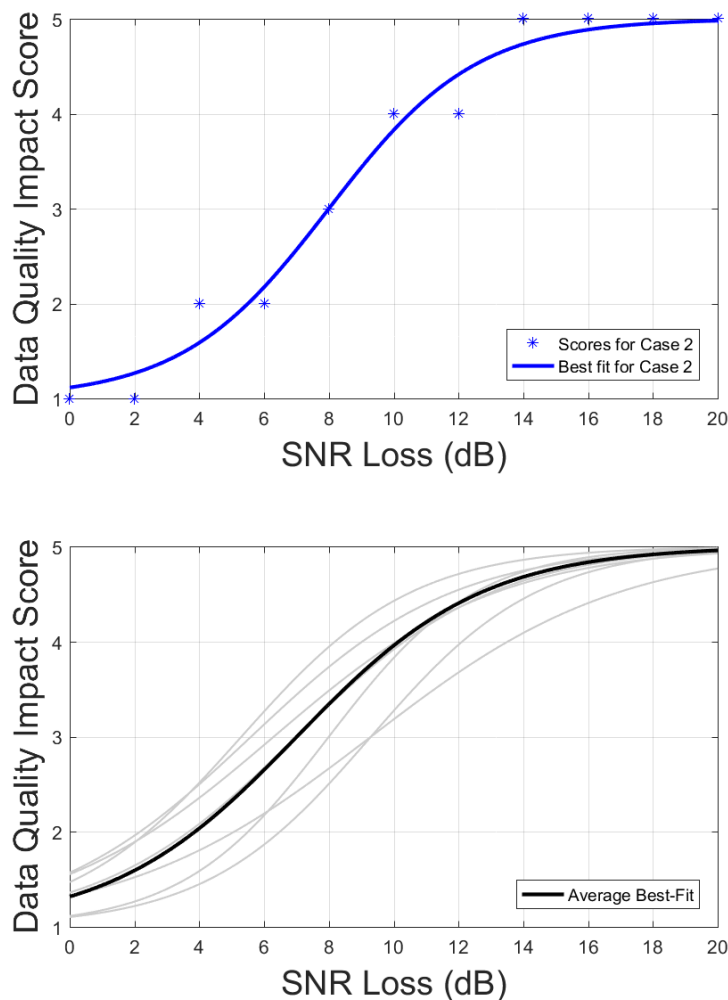 5
4
3
2
1
Data Quality Impact Score
Scores for Case 2
Best fit for Case 2
0 2 4 6 8 10 12 14 16 18 20
SNR Loss (dB)
5
4
3
2
1
Data Quality Impact Score
Average Best-Fit
0 2 4 6 8 10 12 14 16 18 20
SNR Loss (dB)